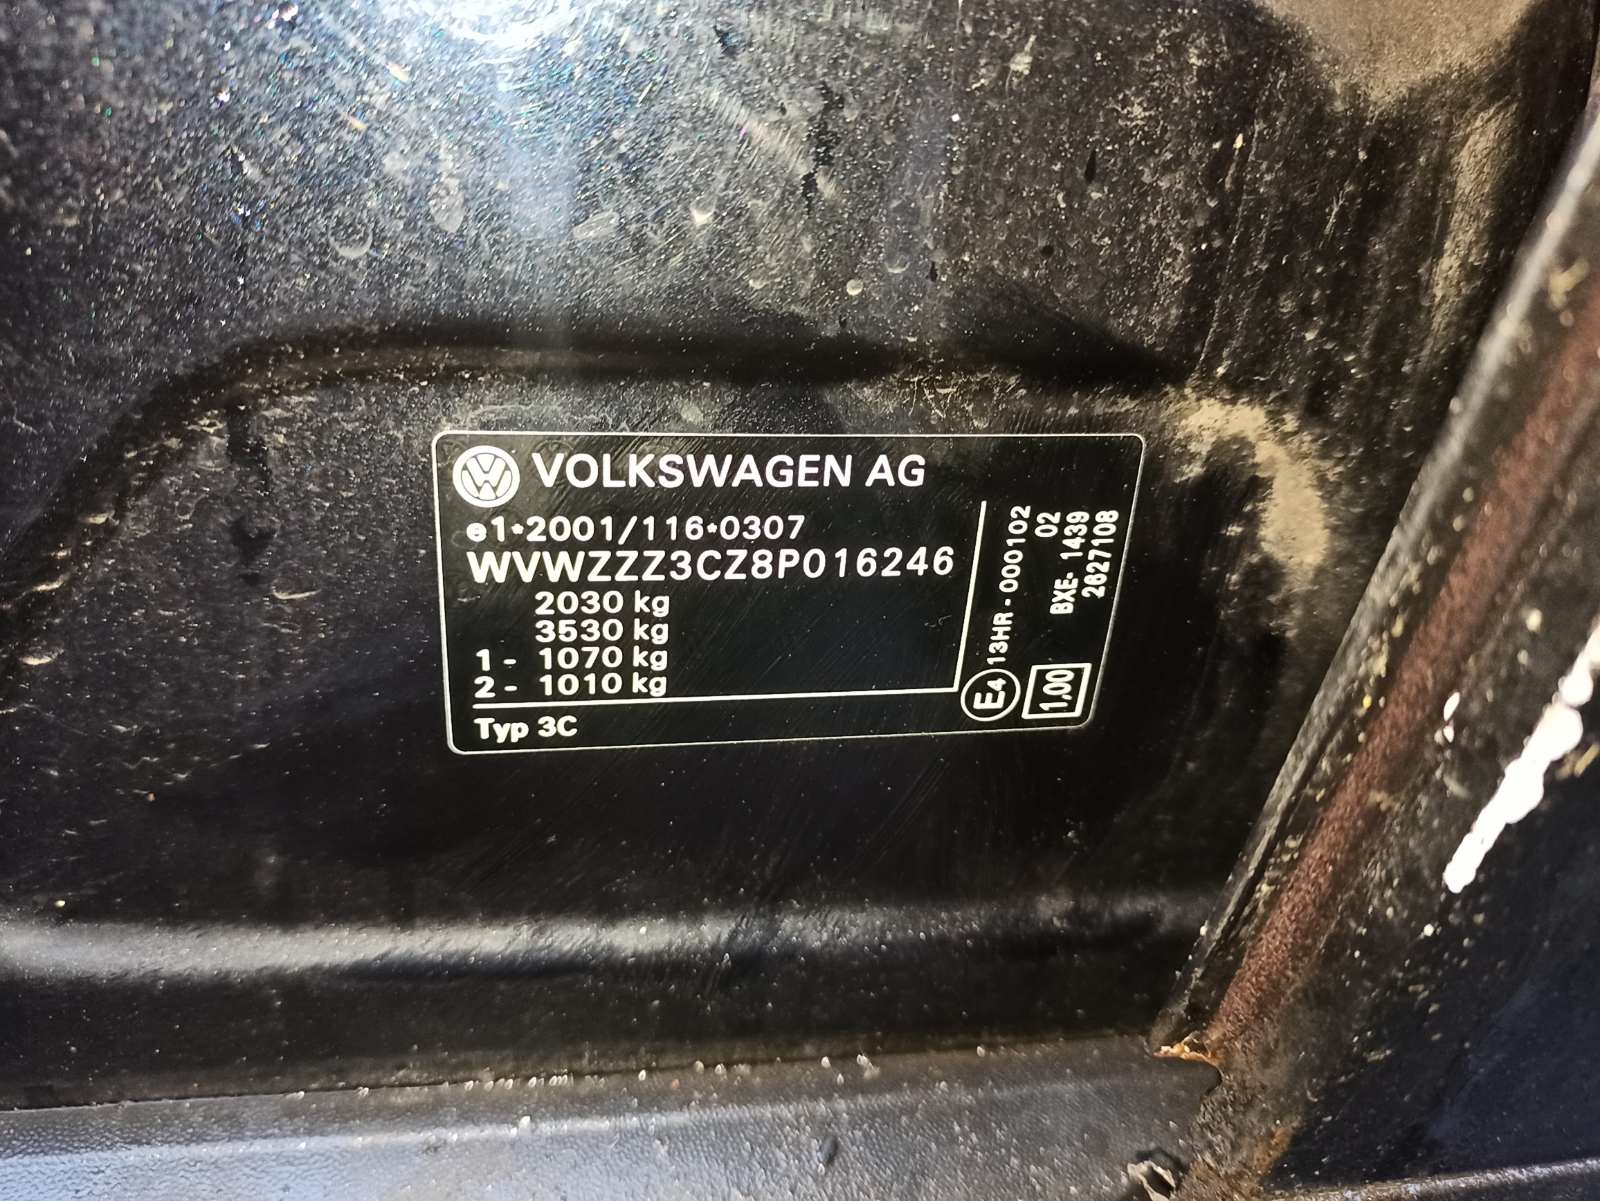 VOLKSWAGEN AG
e1*2001/116*0307
WVWZZZ3CZ8P016246
2030 kg
3530 kg
1- 1070 kg
2- 1010 kg
Typ 3C
E4 13HR-000102
02
BXE- 1439
2627108
1,00